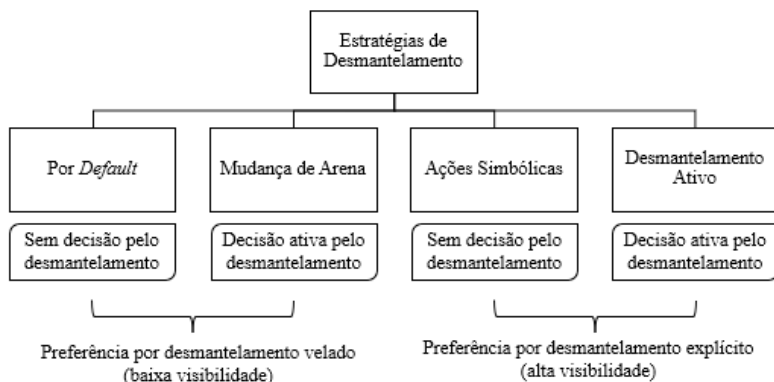 Estratégias de
Desmantelamento
Por Default
Mudança de Arena
Ações Simbólicas
Desmantelamento
Ativo
Sem decisão pelo
desmantelamento
Decisão ativa pelo
desmantelamento
Sem decisão pelo
desmantelamento
Decisão ativa pelo
desmantelamento
Preferência por desmantelamento velado
(baixa visibilidade)
Preferência por desmantelamento explícito
(alta visibilidade)